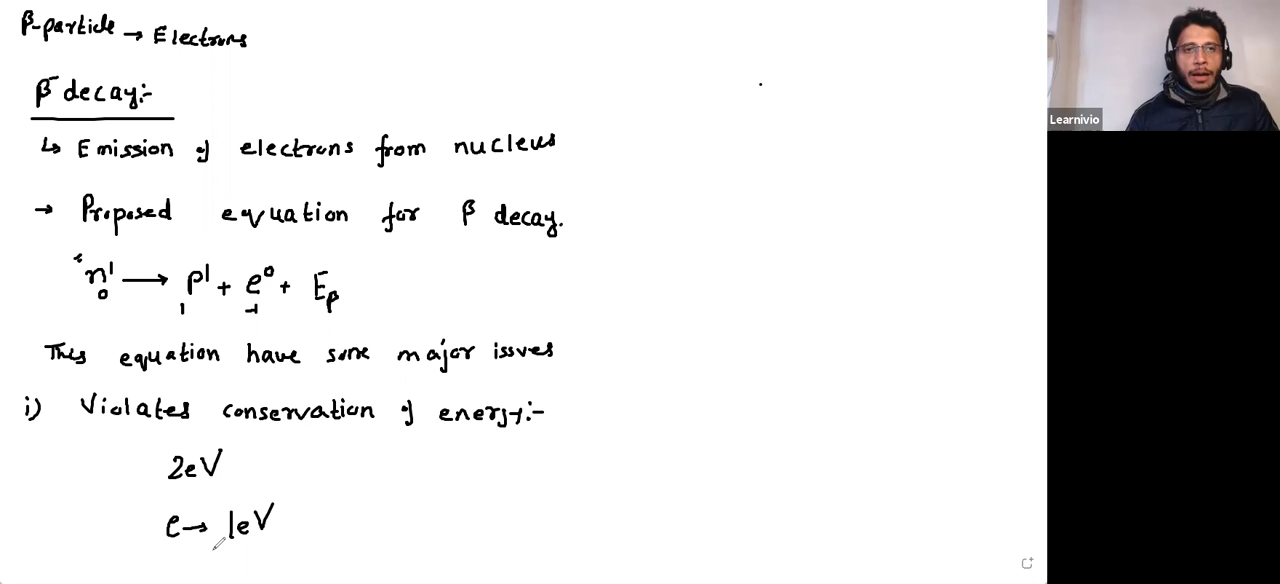 β-particle → Electrons
β⁻ decay:-
↳ Emission of electrons from nucleus
→ Proposed equation for β decay.
₀n¹ → ₁P¹ + ₋₁e⁰ + Eᵦ
This equation have some major issues
i) Violates conservation of energy:-
2eV
e → 1eV
Learnivio